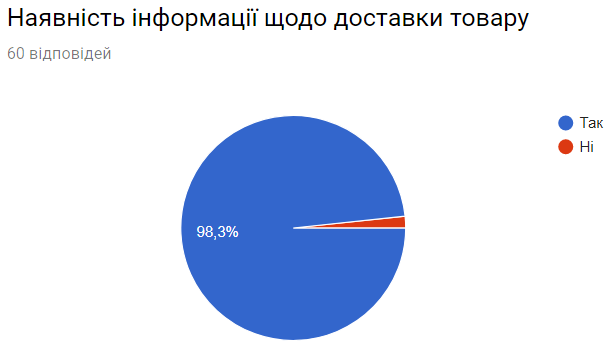 Наявність інформації щодо доставки товару
60 відповідей
Так
Ні
98,3%